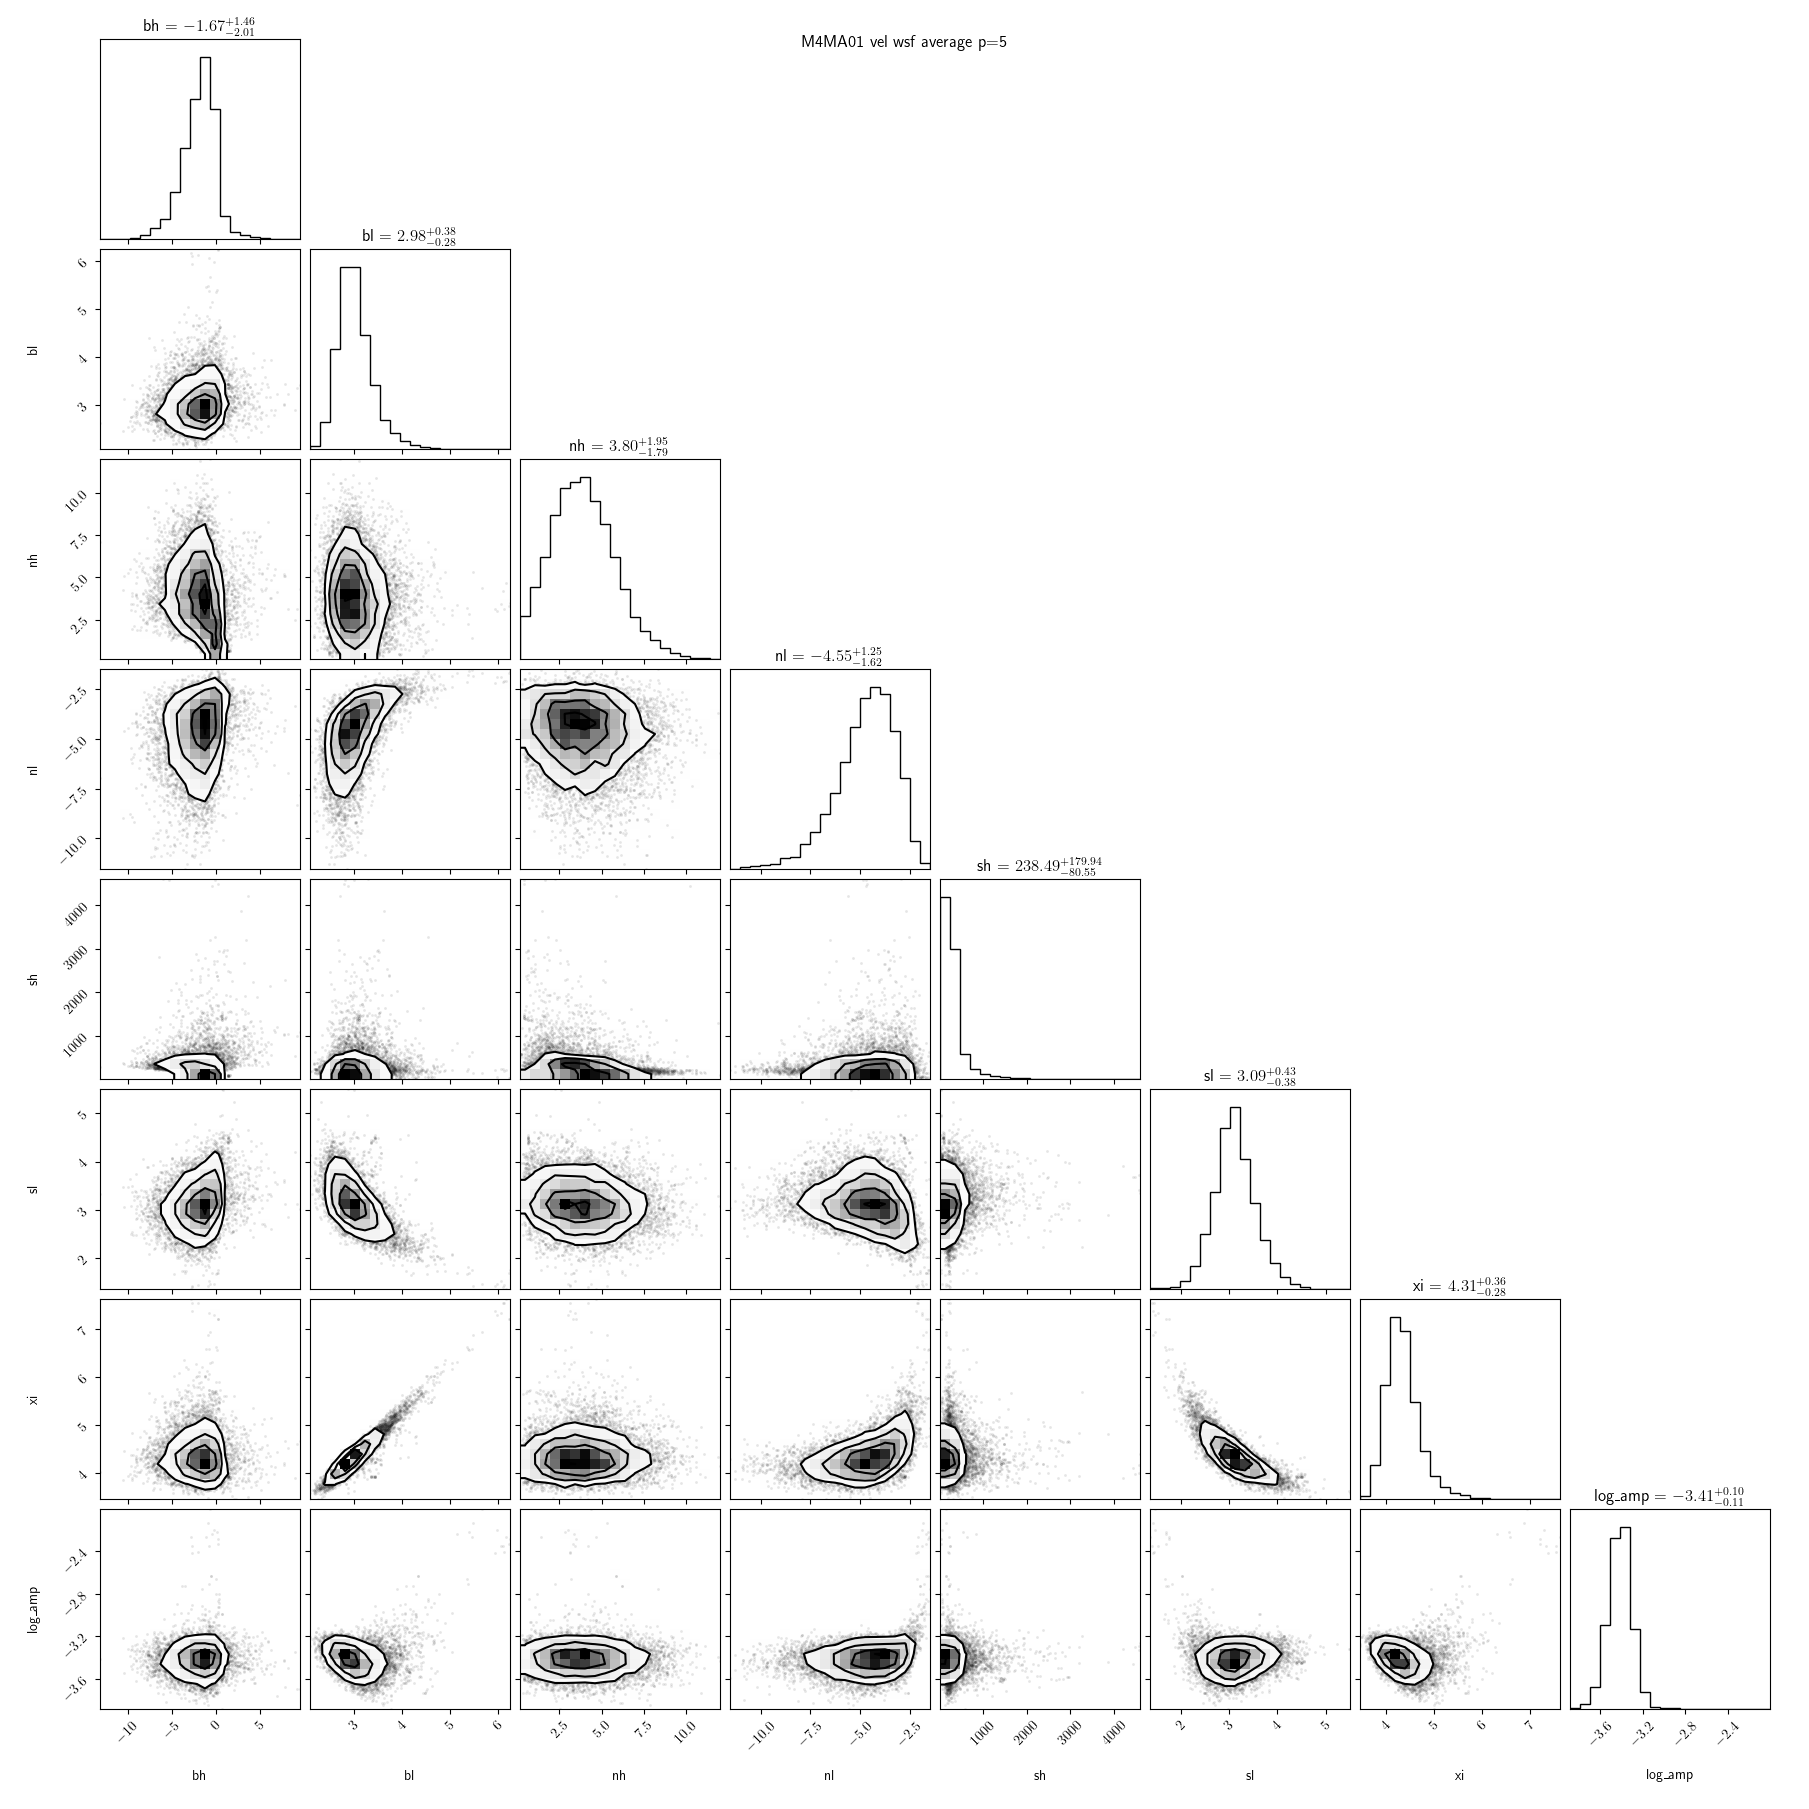 bh = −1.67 +1.46 −2.01
M4MA01 vel wsf average p=5
bl = 2.98 +0.38 −0.28
6
5
4
3
bl
nh = 3.80 +1.95 −1.79
10.0
7.5
5.0
2.5
nh
nl = −4.55 +1.25 −1.62
−2.5
−5.0
−7.5
−10.0
nl
sh = 238.49 +179.94 −80.55
4000
3000
2000
1000
sh
sl = 3.09 +0.43 −0.38
5
4
3
2
sl
xi = 4.31 +0.36 −0.28
7
6
5
4
xi
log_amp = −3.41 +0.10 −0.11
−2.4
−2.8
−3.2
−3.6
log_amp
−10 −5 0 5 3 4 5 6 2.5 5.0 7.5 10.0 −10.0 −7.5 −5.0 −2.5 1000 2000 3000 4000 2 3 4 5 4 5 6 7 −3.6 −3.2 −2.8 −2.4
bh bl nh nl sh sl xi log_amp